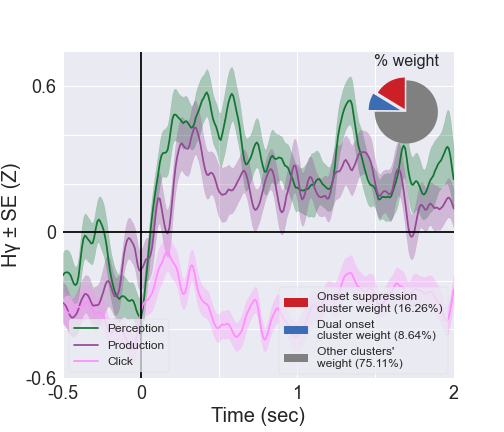 % weight
0.6
0
-0.6
Hγ ± SE (Z)
Perception
Production
Click
Onset suppression
cluster weight (16.26%)
Dual onset
cluster weight (8.64%)
Other clusters'
weight (75.11%)
-0.5
0
1
2
Time (sec)